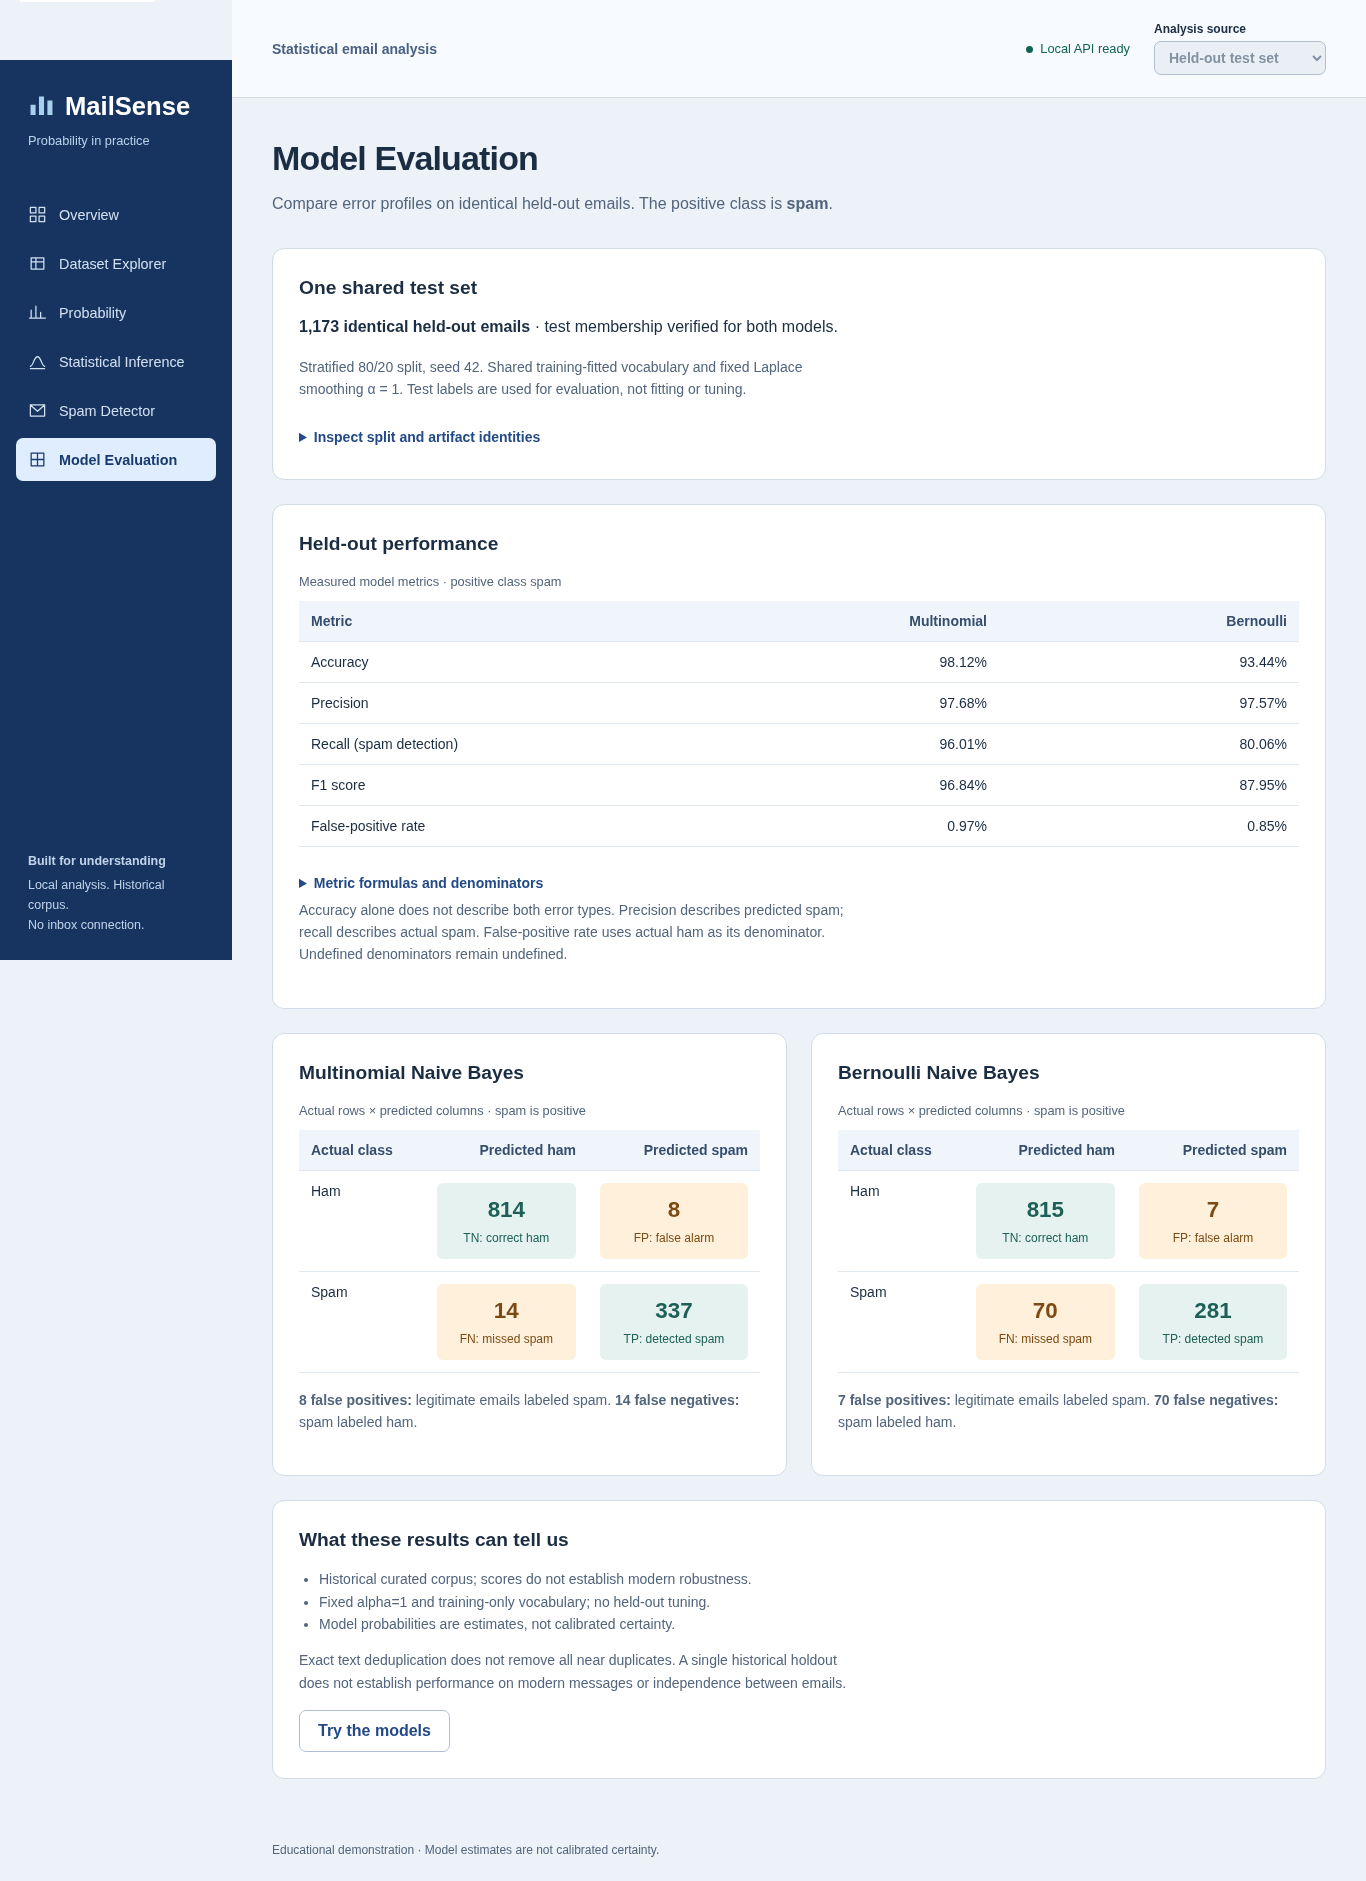 MailSense
Probability in practice
Overview
Dataset Explorer
Probability
Statistical Inference
Spam Detector
Model Evaluation
Built for understanding
Local analysis. Historical
corpus.
No inbox connection.
Statistical email analysis
Local API ready
Analysis source
Held-out test set
Model Evaluation
Compare error profiles on identical held-out emails. The positive class is spam.
One shared test set
1,173 identical held-out emails · test membership verified for both models.
Stratified 80/20 split, seed 42. Shared training-fitted vocabulary and fixed Laplace
smoothing α = 1. Test labels are used for evaluation, not fitting or tuning.
Inspect split and artifact identities
Held-out performance
Measured model metrics · positive class spam
Metric Multinomial Bernoulli
Accuracy 98.12% 93.44%
Precision 97.68% 97.57%
Recall (spam detection) 96.01% 80.06%
F1 score 96.84% 87.95%
False-positive rate 0.97% 0.85%
Metric formulas and denominators
Accuracy alone does not describe both error types. Precision describes predicted spam;
recall describes actual spam. False-positive rate uses actual ham as its denominator.
Undefined denominators remain undefined.
Multinomial Naive Bayes
Actual rows × predicted columns · spam is positive
Actual class Predicted ham Predicted spam
Ham 814 8
TN: correct ham FP: false alarm
Spam 14 337
FN: missed spam TP: detected spam
8 false positives: legitimate emails labeled spam. 14 false negatives:
spam labeled ham.
Bernoulli Naive Bayes
Actual rows × predicted columns · spam is positive
Actual class Predicted ham Predicted spam
Ham 815 7
TN: correct ham FP: false alarm
Spam 70 281
FN: missed spam TP: detected spam
7 false positives: legitimate emails labeled spam. 70 false negatives:
spam labeled ham.
What these results can tell us
• Historical curated corpus; scores do not establish modern robustness.
• Fixed alpha=1 and training-only vocabulary; no held-out tuning.
• Model probabilities are estimates, not calibrated certainty.
Exact text deduplication does not remove all near duplicates. A single historical holdout
does not establish performance on modern messages or independence between emails.
Try the models
Educational demonstration · Model estimates are not calibrated certainty.